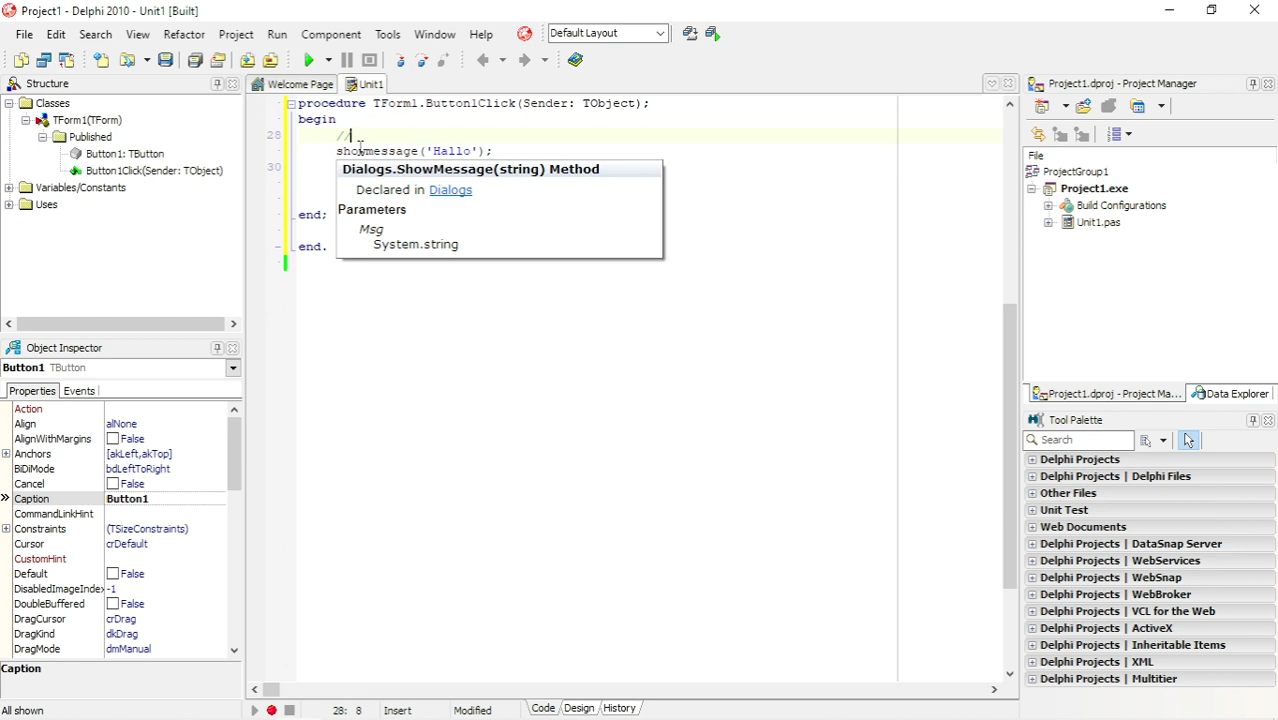 Project1 - Delphi 2010 - Unit1 [Built]
File Edit Search View Refactor Project Run Component Tools Window Help Default Layout
Structure
Classes
TForm1(TForm)
Published
Button1: TButton
Button1Click(Sender: TObject)
Variables/Constants
Uses
Object Inspector
Button1 TButton
Properties Events
Action
Align alNone
AlignWithMargins False
Anchors [akLeft,akTop]
BiDiMode bdLeftToRight
Cancel False
Caption Button1
CommandLinkHint
Constraints (TSizeConstraints)
Cursor crDefault
CustomHint
Default False
DisabledImageIndex -1
DoubleBuffered False
DragCursor crDrag
DragKind dkDrag
DragMode dmManual
Caption
All shown
Welcome Page Unit1
procedure TForm1.Button1Click(Sender: TObject);
begin
28 //
showmessage('Hallo');
30
Dialogs.ShowMessage(string) Method
Declared in Dialogs
Parameters
Msg
System.string
end;
end.
28: 8 Insert Modified Code Design History
Project1.dproj - Project Manager
File
ProjectGroup1
Project1.exe
Build Configurations
Unit1.pas
Project1.dproj - Project Ma... Data Explorer
Tool Palette
Search
Delphi Projects
Delphi Projects | Delphi Files
Other Files
Unit Test
Web Documents
Delphi Projects | DataSnap Server
Delphi Projects | WebServices
Delphi Projects | WebSnap
Delphi Projects | WebBroker
Delphi Projects | VCL for the Web
Delphi Projects | ActiveX
Delphi Projects | Inheritable Items
Delphi Projects | XML
Delphi Projects | Multitier